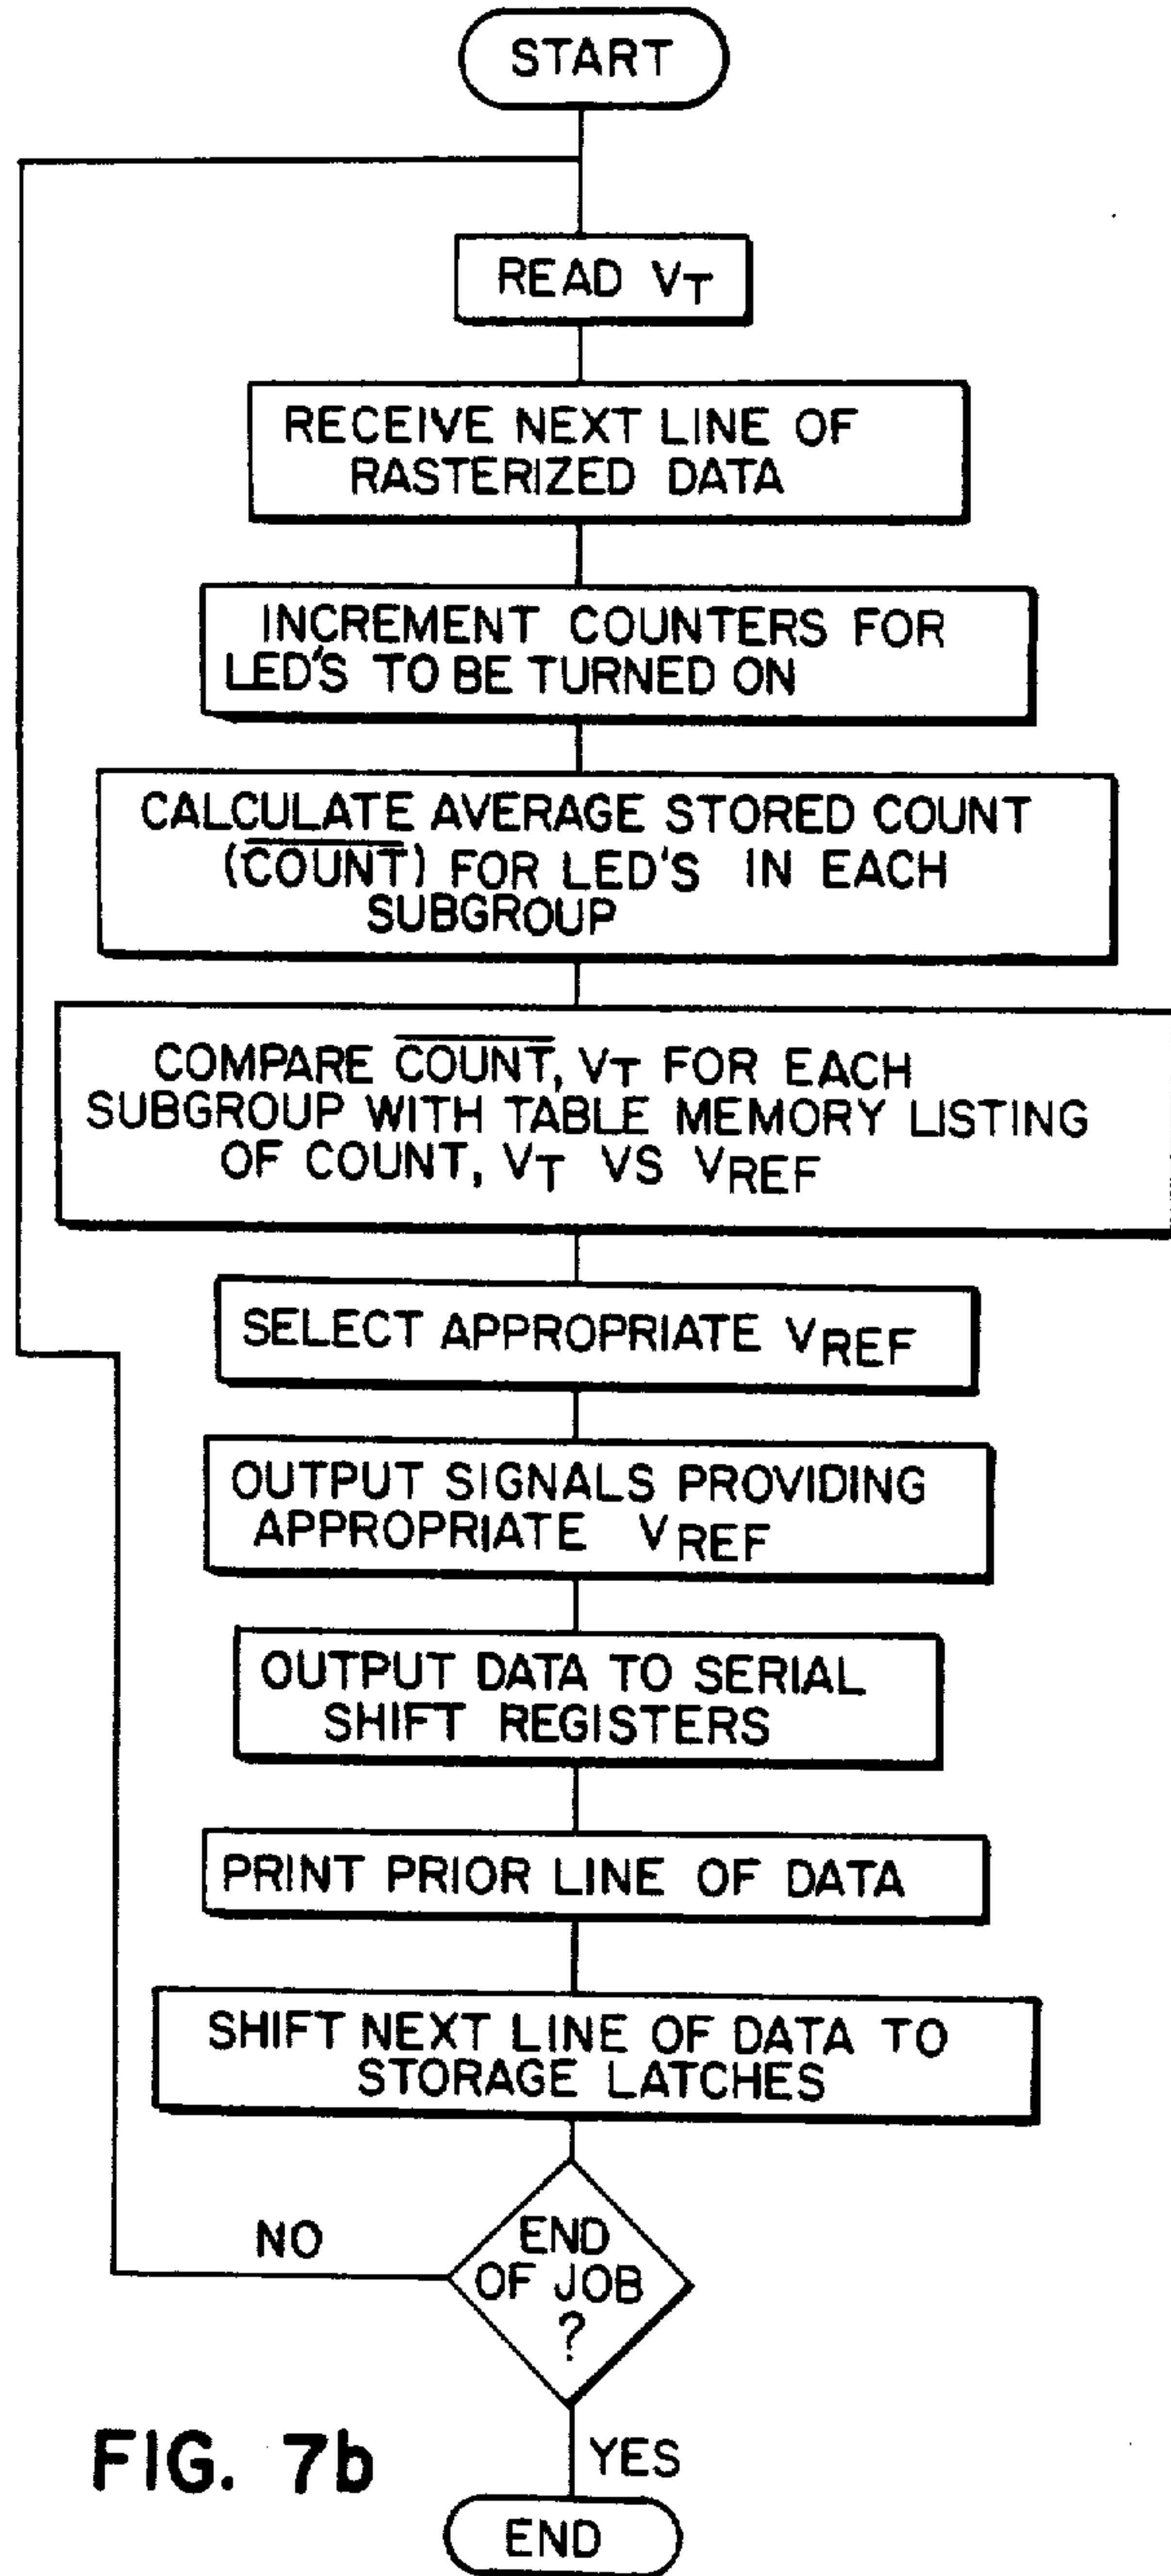 START
READ VT
RECEIVE NEXT LINE OF
RASTERIZED DATA
INCREMENT COUNTERS FOR
LED'S TO BE TURNED ON
CALCULATE AVERAGE STORED COUNT
(COUNT) FOR LED'S IN EACH
SUBGROUP
COMPARE COUNT, VT FOR EACH
SUBGROUP WITH TABLE MEMORY LISTING
OF COUNT, VT VS VREF
SELECT APPROPRIATE VREF
OUTPUT SIGNALS PROVIDING
APPROPRIATE VREF
OUTPUT DATA TO SERIAL
SHIFT REGISTERS
PRINT PRIOR LINE OF DATA
SHIFT NEXT LINE OF DATA TO
STORAGE LATCHES
NO
END
OF JOB
?
FIG. 7b
YES
END